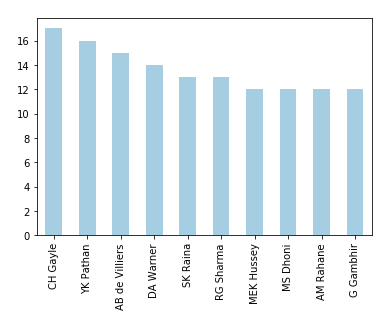 16
14
12
10
8
6
4
2
0
CH Gayle
YK Pathan
AB de Villiers
DA Warner
SK Raina
RG Sharma
MEK Hussey
MS Dhoni
AM Rahane
G Gambhir